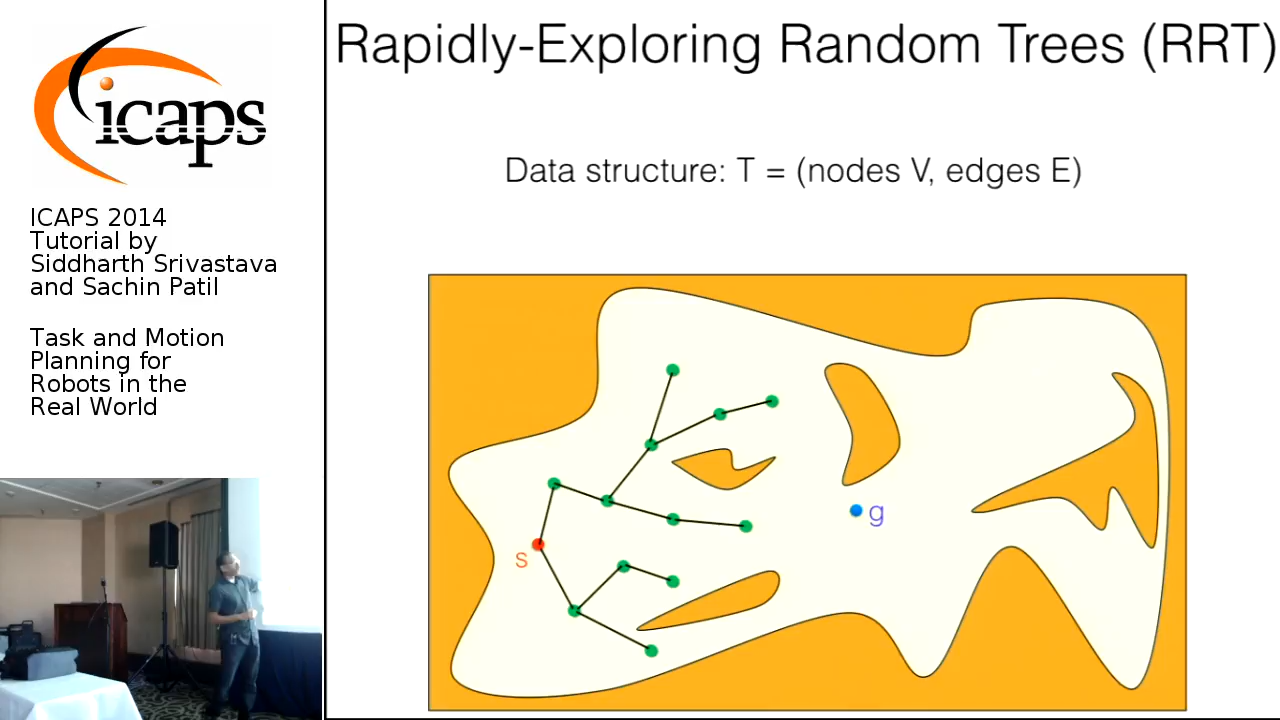 icaps
ICAPS 2014
Tutorial by
Siddharth Srivastava
and Sachin Patil
Task and Motion
Planning for
Robots in the
Real World
Rapidly-Exploring Random Trees (RRT)
Data structure: T = (nodes V, edges E)
s
g